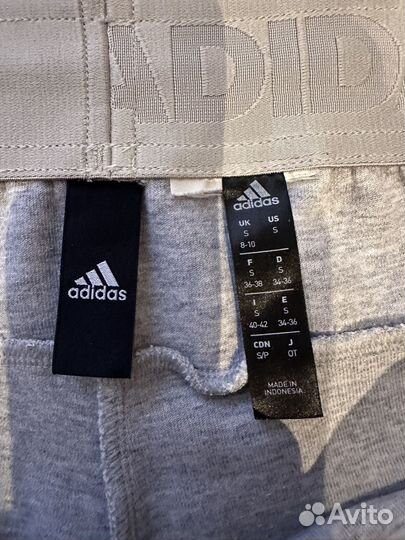 ADIDA
adidas
adidas
UK US
S S
8-10
F D
S S
36-38 34-36
I E
S S
40-42 34-36
CDN J
S/P OT
MADE IN
INDONESIA
Avito